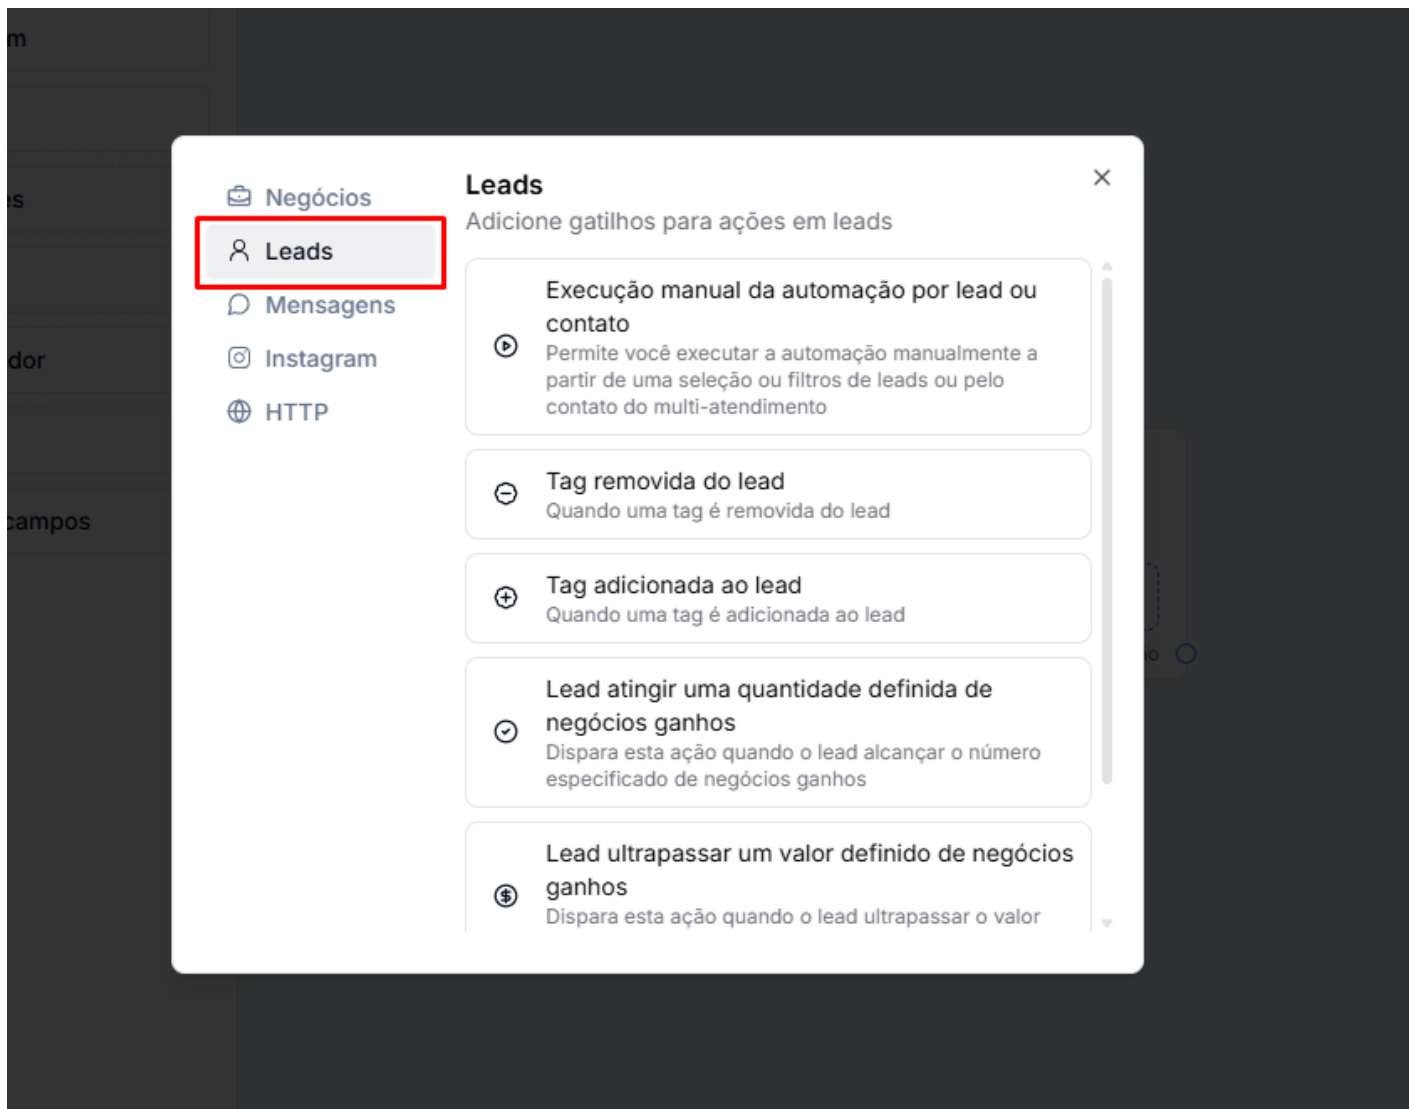 m
es
dor
campos
Negócios
Leads
Mensagens
Instagram
HTTP
Leads
Adicione gatilhos para ações em leads
Execução manual da automação por lead ou
contato
Permite você executar a automação manualmente a
partir de uma seleção ou filtros de leads ou pelo
contato do multi-atendimento
Tag removida do lead
Quando uma tag é removida do lead
Tag adicionada ao lead
Quando uma tag é adicionada ao lead
Lead atingir uma quantidade definida de
negócios ganhos
Dispara esta ação quando o lead alcançar o número
especificado de negócios ganhos
Lead ultrapassar um valor definido de negócios
ganhos
Dispara esta ação quando o lead ultrapassar o valor